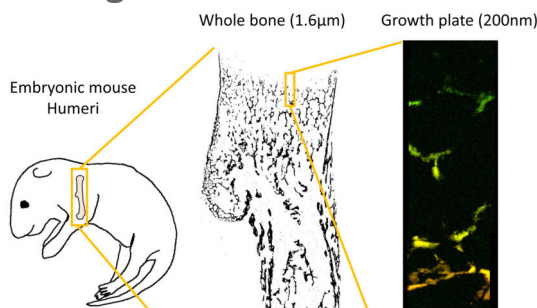 Whole bone (1.6μm)
Growth plate (200nm)
Embryonic mouse
Humeri